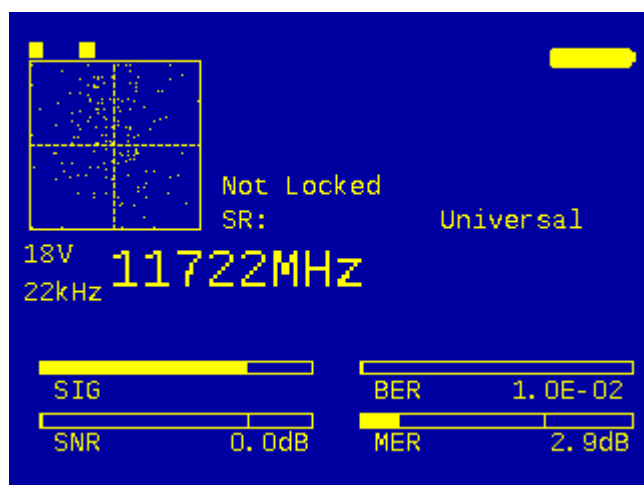 Not Locked
SR: Universal
18V
22kHz
11722MHz
SIG
BER 1.0E-02
SNR 0.0dB
MER 2.9dB